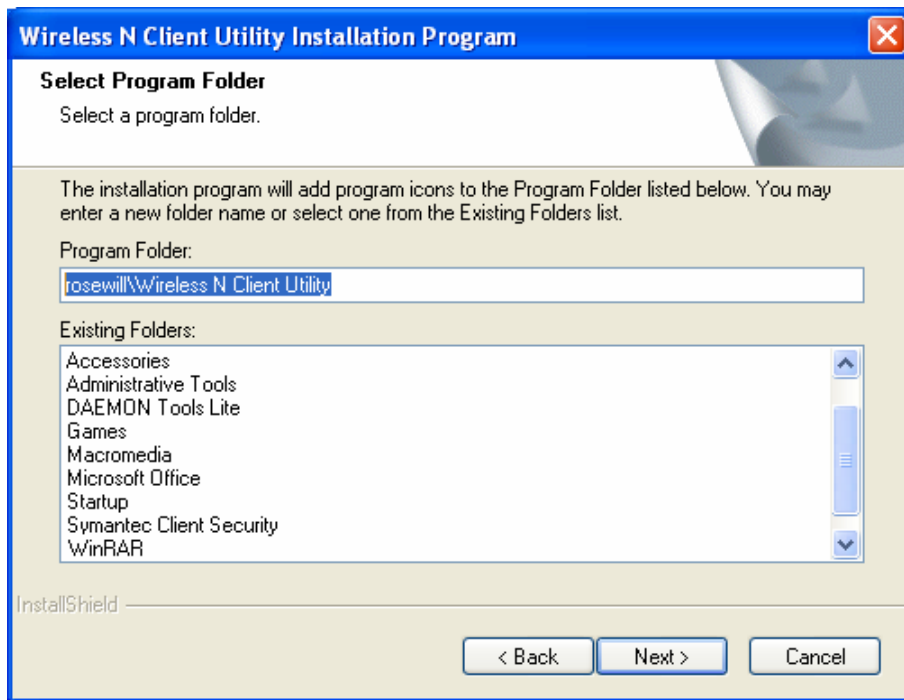 Wireless N Client Utility Installation Program
Select Program Folder
Select a program folder.
The installation program will add program icons to the Program Folder listed below. You may
enter a new folder name or select one from the Existing Folders list.
Program Folder:
rosewill\Wireless N Client Utility
Existing Folders:
Accessories
Administrative Tools
DAEMON Tools Lite
Games
Macromedia
Microsoft Office
Startup
Symantec Client Security
WinRAR
InstallShield
< Back Next > Cancel